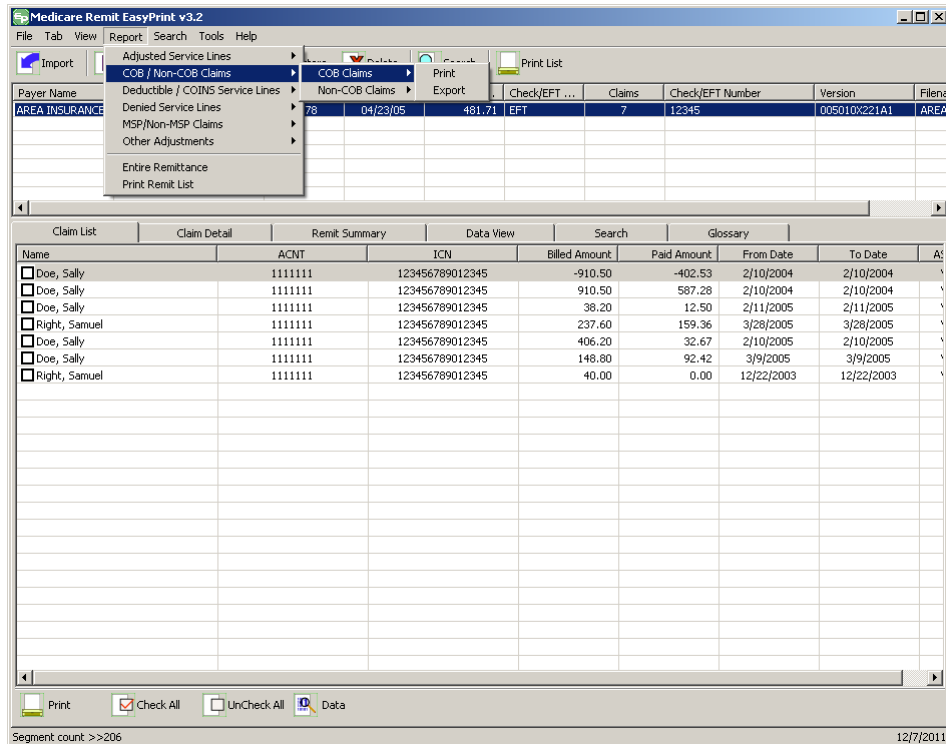 Medicare Remit EasyPrint v3.2
File Tab View Report Search Tools Help
Import Print List
Adjusted Service Lines
COB / Non-COB Claims
Deductible / COINS Service Lines
Denied Service Lines
MSP/Non-MSP Claims
Other Adjustments
Entire Remittance
Print Remit List
COB Claims
Non-COB Claims
Print
Export
Payer Name Check/EFT ... Claims Check/EFT Number Version Filena
AREA INSURANCE 78 04/23/05 481.71 EFT 7 12345 005010X221A1 AREA
Claim List Claim Detail Remit Summary Data View Search Glossary
Name ACNT ICN Billed Amount Paid Amount From Date To Date
Doe, Sally 1111111 123456789012345 -910.50 -402.53 2/10/2004 2/10/2004
Doe, Sally 1111111 123456789012345 910.50 587.28 2/10/2004 2/10/2004
Doe, Sally 1111111 123456789012345 38.20 12.50 2/11/2005 2/11/2005
Right, Samuel 1111111 123456789012345 237.60 159.36 3/28/2005 3/28/2005
Doe, Sally 1111111 123456789012345 406.20 32.67 2/10/2005 2/10/2005
Doe, Sally 1111111 123456789012345 148.80 92.42 3/9/2005 3/9/2005
Right, Samuel 1111111 123456789012345 40.00 0.00 12/22/2003 12/22/2003
Print Check All UnCheck All Data
Segment count >>206 12/7/2011